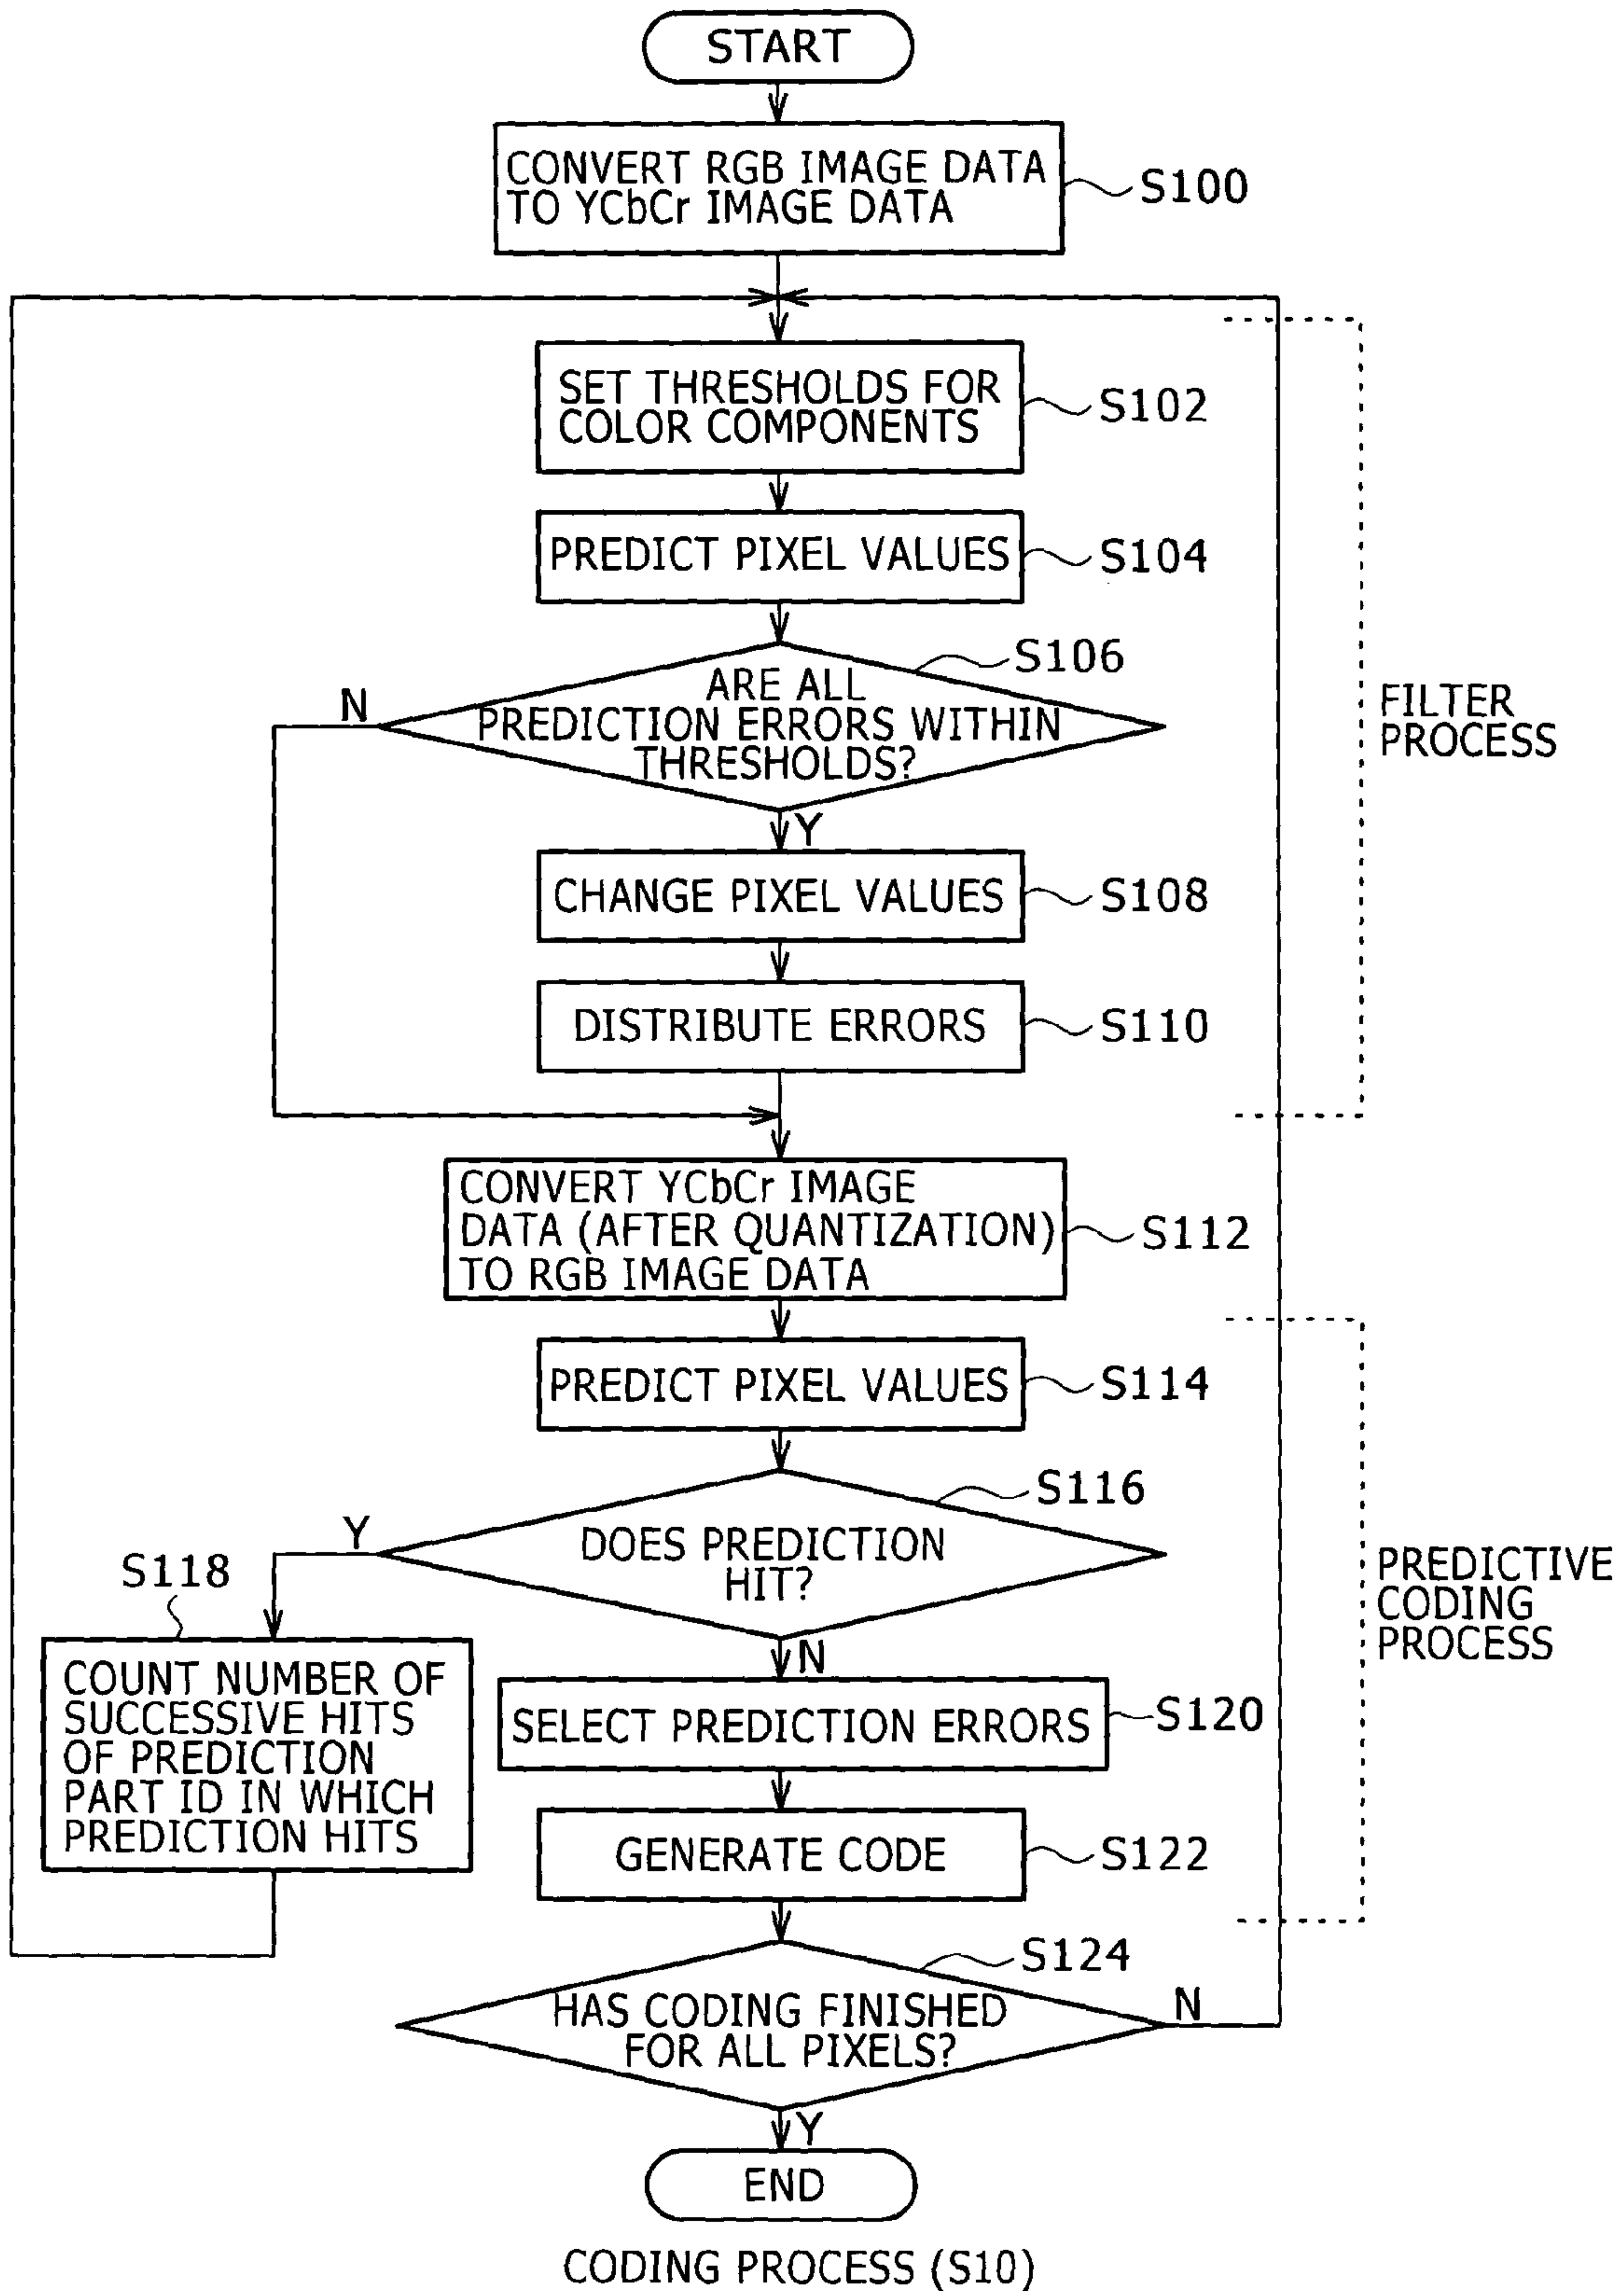 START
CONVERT RGB IMAGE DATA
TO YCbCr IMAGE DATA
S100
SET THRESHOLDS FOR
COLOR COMPONENTS
S102
PREDICT PIXEL VALUES
S104
S106
ARE ALL
PREDICTION ERRORS WITHIN
THRESHOLDS?
N
Y
FILTER
PROCESS
CHANGE PIXEL VALUES
S108
DISTRIBUTE ERRORS
S110
CONVERT YCbCr IMAGE
DATA (AFTER QUANTIZATION)
TO RGB IMAGE DATA
S112
PREDICT PIXEL VALUES
S114
S116
DOES PREDICTION
HIT?
Y
N
S118
COUNT NUMBER OF
SUCCESSIVE HITS
OF PREDICTION
PART ID IN WHICH
PREDICTION HITS
PREDICTIVE
CODING
PROCESS
SELECT PREDICTION ERRORS
S120
GENERATE CODE
S122
S124
HAS CODING FINISHED
FOR ALL PIXELS?
N
Y
END
CODING PROCESS (S10)